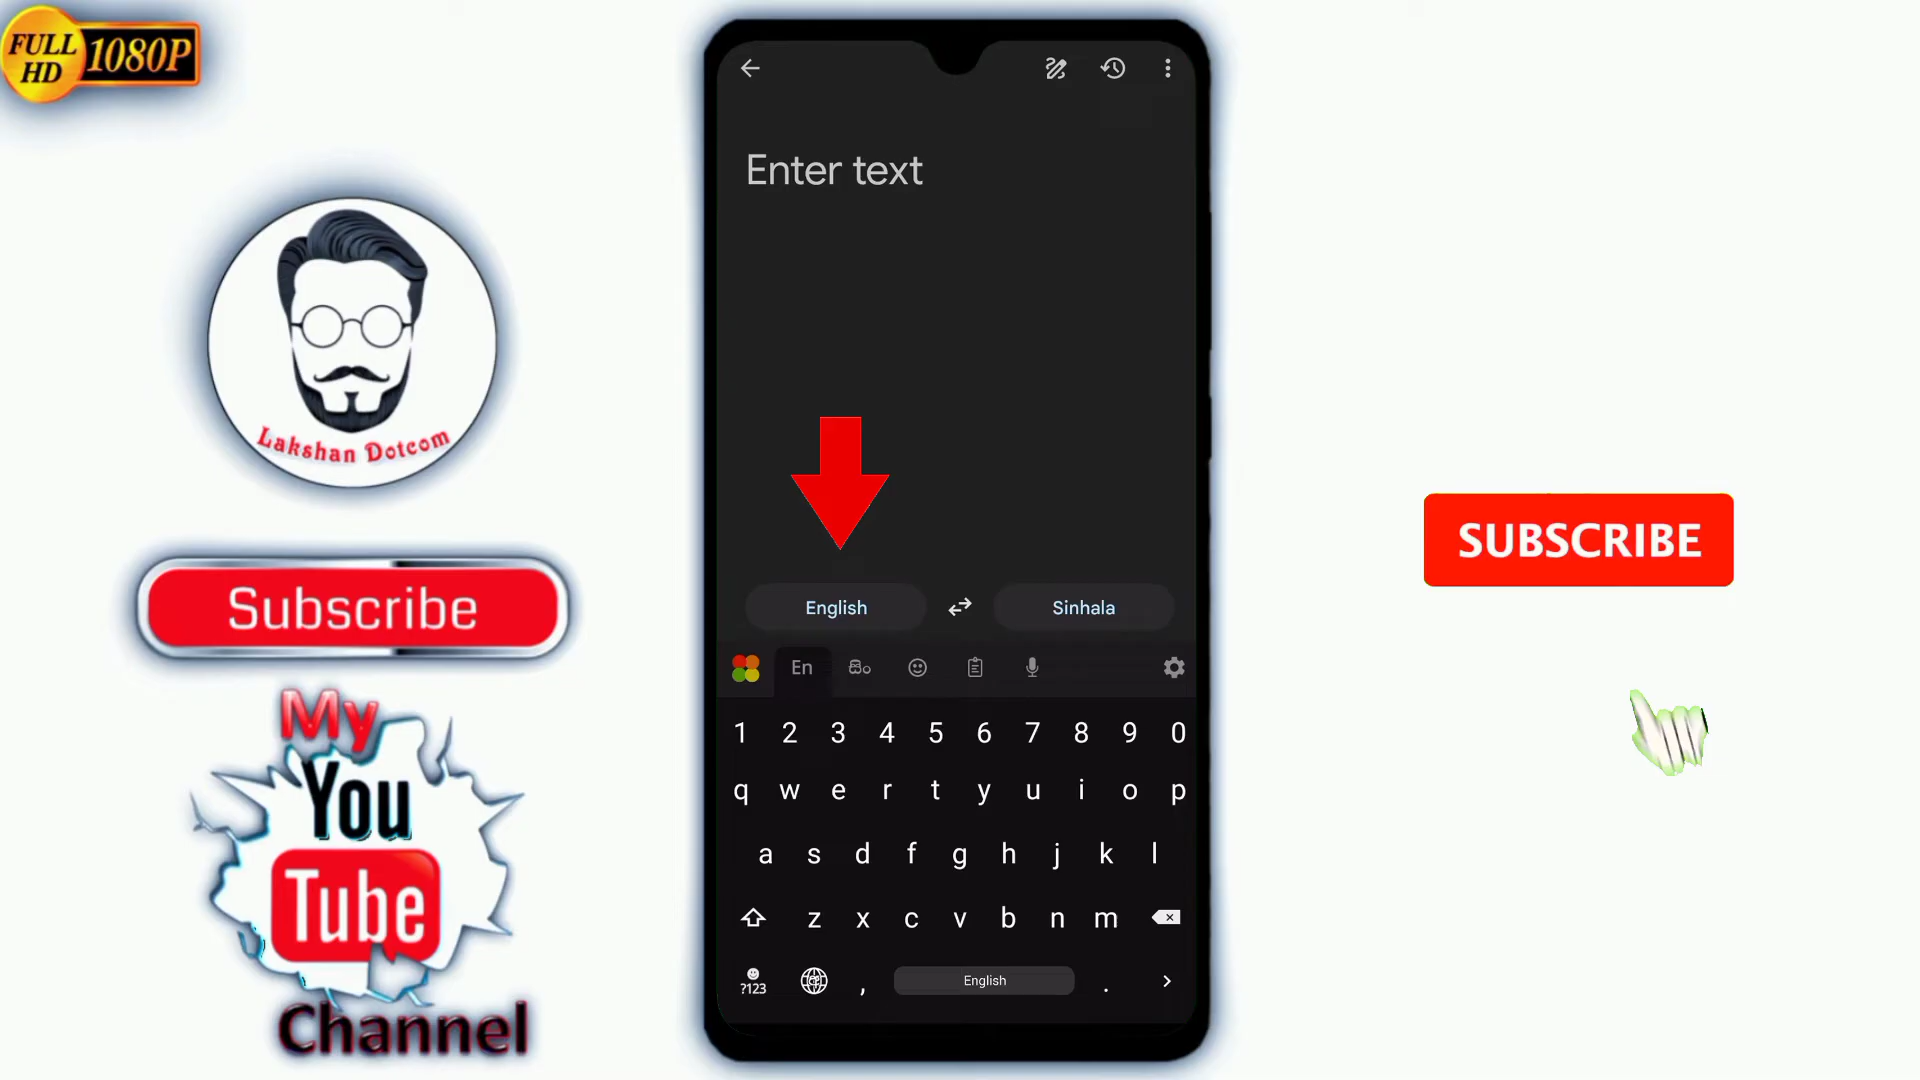 FULL
HD
1080P
Lakshan Dotcom
Subscribe
My
You
Tube
Channel
Enter text
English
Sinhala
En
1 2 3 4 5 6 7 8 9 0
q w e r t y u i o p
a s d f g h j k l
z x c v b n m
?123 , English .
SUBSCRIBE